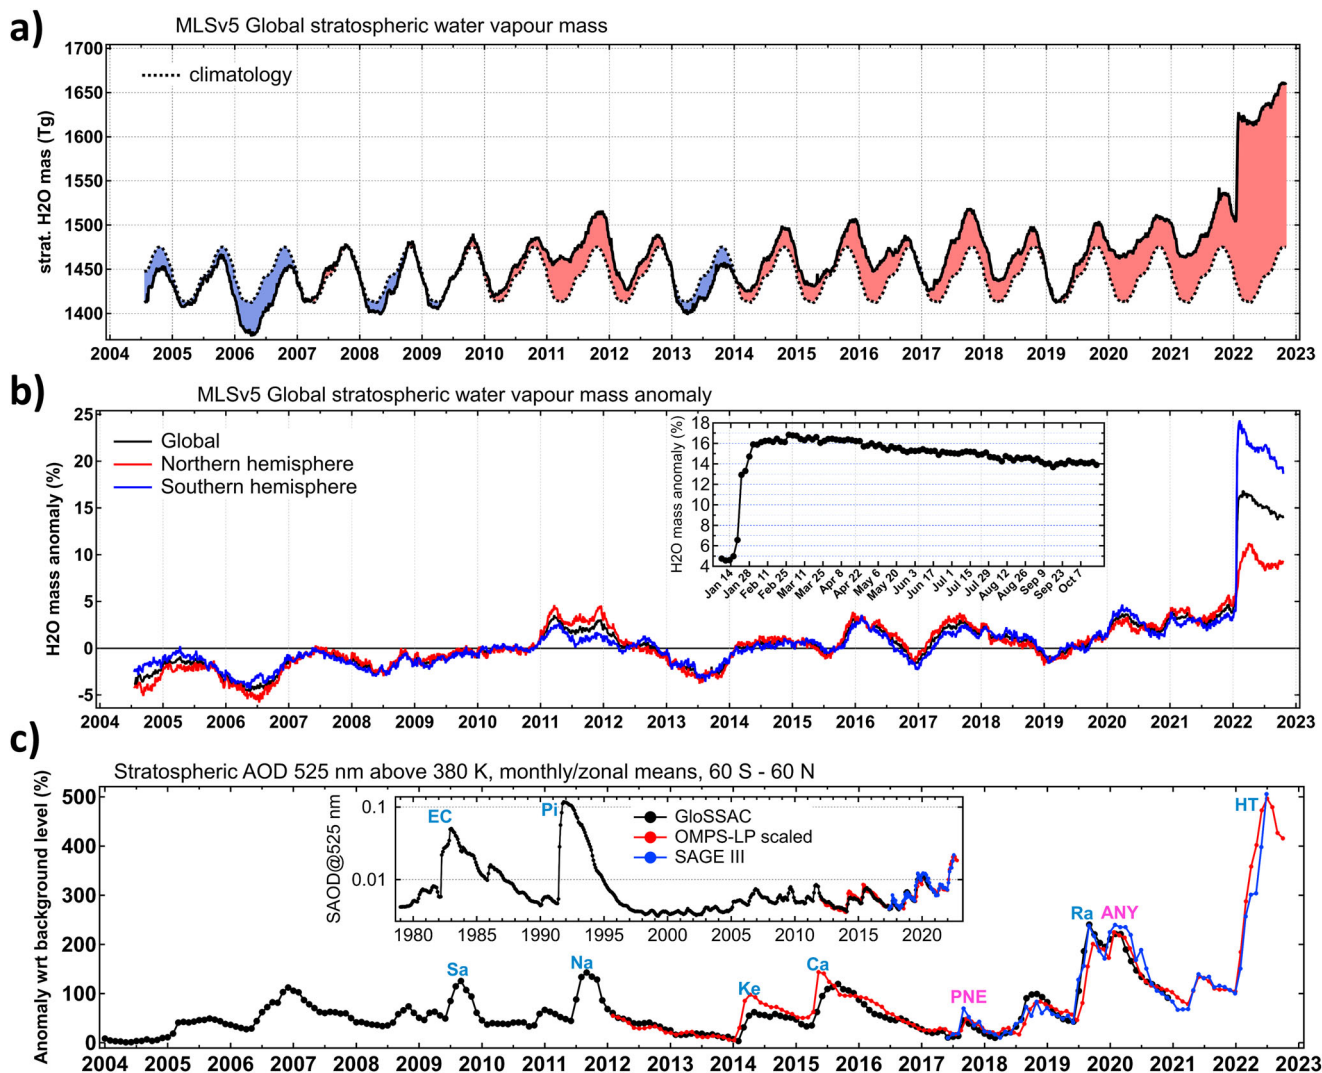 a)
MLSv5 Global stratospheric water vapour mass
climatology
strat. H2O mas (Tg)
1700
1650
1600
1550
1500
1450
1400
2004 2005 2006 2007 2008 2009 2010 2011 2012 2013 2014 2015 2016 2017 2018 2019 2020 2021 2022 2023
b)
MLSv5 Global stratospheric water vapour mass anomaly
Global
Northern hemisphere
Southern hemisphere
H2O mass anomaly (%)
25
20
15
10
5
0
-5
2004 2005 2006 2007 2008 2009 2010 2011 2012 2013 2014 2015 2016 2017 2018 2019 2020 2021 2022 2023
H2O mass anomaly (%)
18
16
14
12
10
8
6
4
Jan 14 Jan 28 Feb 11 Feb 25 Mar 11 Mar 25 Apr 8 Apr 22 May 6 May 20 Jun 3 Jun 17 Jul 1 Jul 15 Jul 29 Aug 12 Aug 26 Sep 9 Sep 23 Oct 7
c)
Stratospheric AOD 525 nm above 380 K, monthly/zonal means, 60 S - 60 N
Anomaly wrt background level (%)
500
400
300
200
100
0
SAOD@525 nm
0.1
0.01
EC
Pi
GloSSAC
OMPS-LP scaled
SAGE III
1980 1985 1990 1995 2000 2005 2010 2015 2020
Sa
Na
Ke
Ca
PNE
Ra
ANY
HT
2004 2005 2006 2007 2008 2009 2010 2011 2012 2013 2014 2015 2016 2017 2018 2019 2020 2021 2022 2023